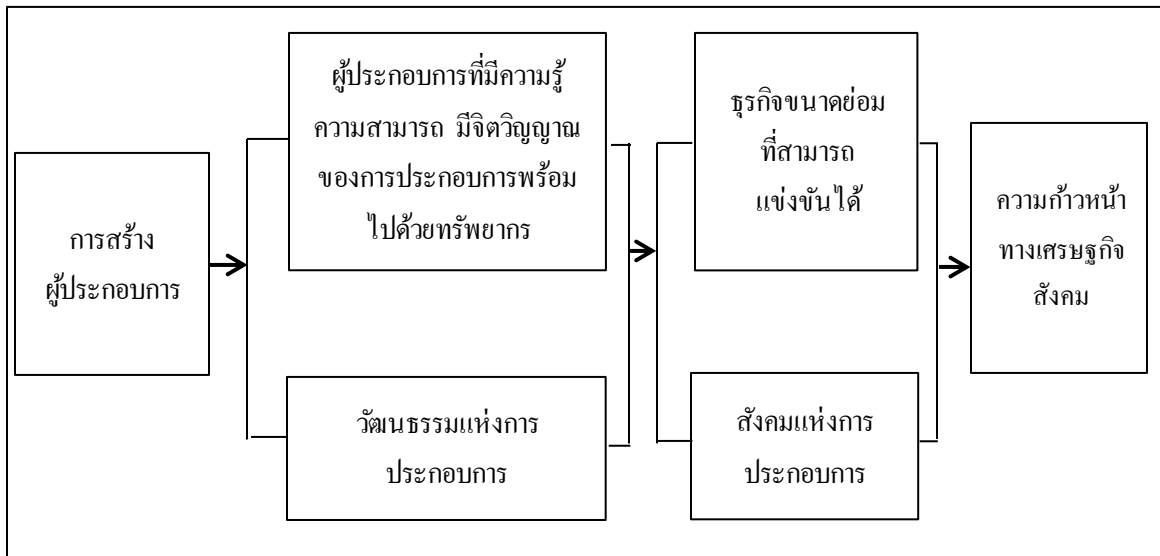 การสร้าง
ผู้ประกอบการ
ผู้ประกอบการที่มีความรู้
ความสามารถ มีจิตวิญญาณ
ของการประกอบการพร้อม
ไปด้วยทรัพยากร
วัฒนธรรมแห่งการ
ประกอบการ
ธุรกิจขนาดย่อม
ที่สามารถ
แข่งขันได้
สังคมแห่งการ
ประกอบการ
ความก้าวหน้า
ทางเศรษฐกิจ
สังคม